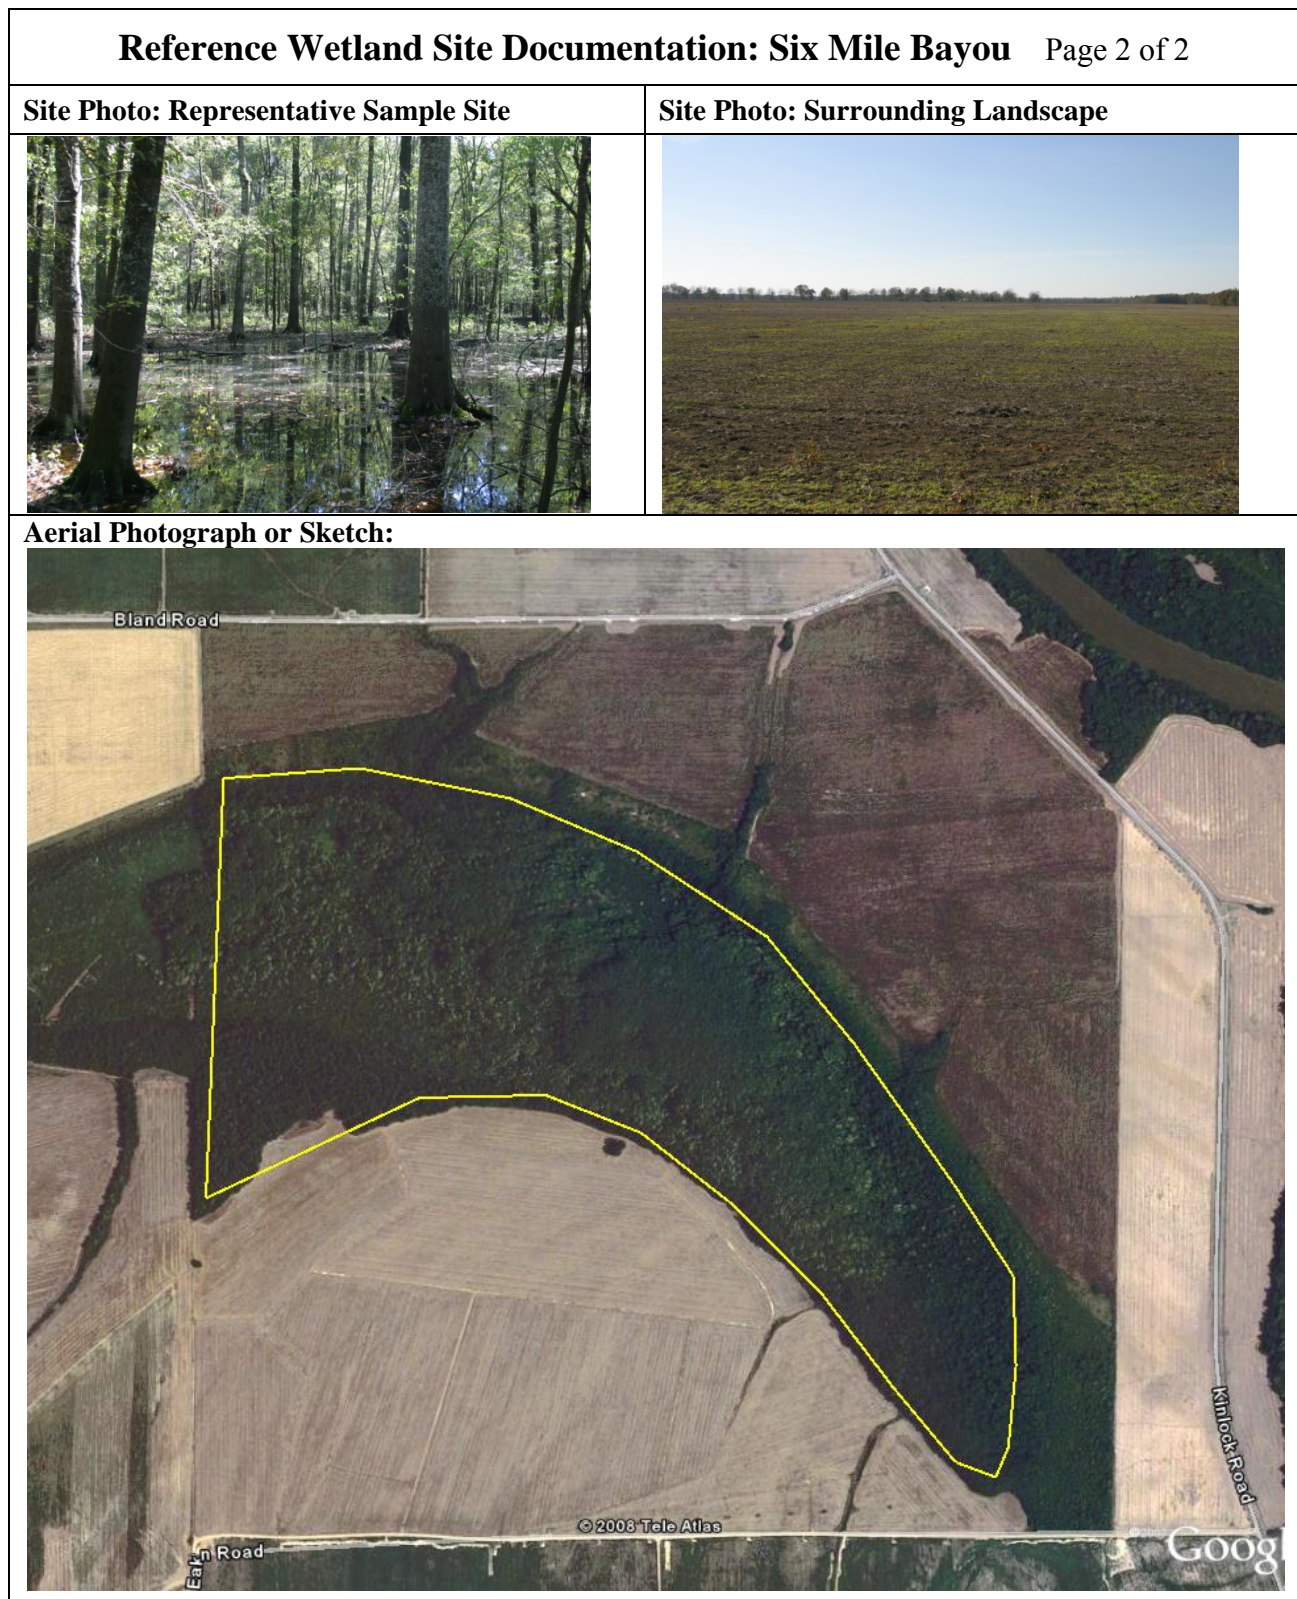 Reference Wetland Site Documentation: Six Mile Bayou Page 2 of 2
Site Photo: Representative Sample Site
Site Photo: Surrounding Landscape
Aerial Photograph or Sketch:
Bland Road
Kinlock Road
© 2008 Tele Atlas
Eakin Road
Googl